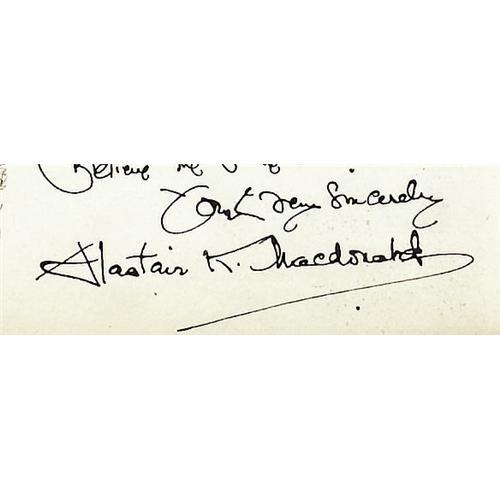 Believe me
Yours Very Sincerely
Alastair K. Macdonald